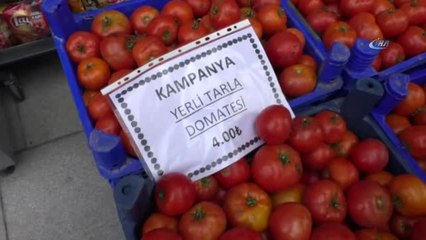 KAMPANYA
YERLİ TARLA
DOMATESİ
4.00₺